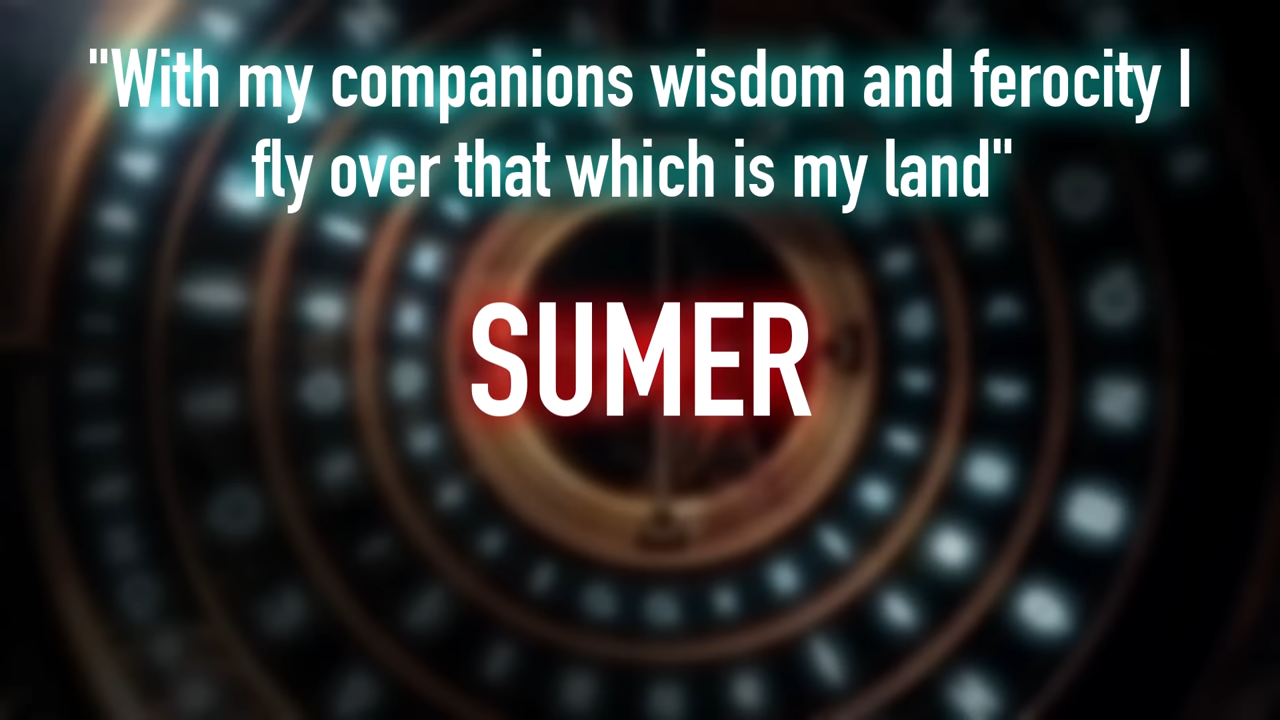 "With my companions wisdom and ferocity I
fly over that which is my land"
SUMER